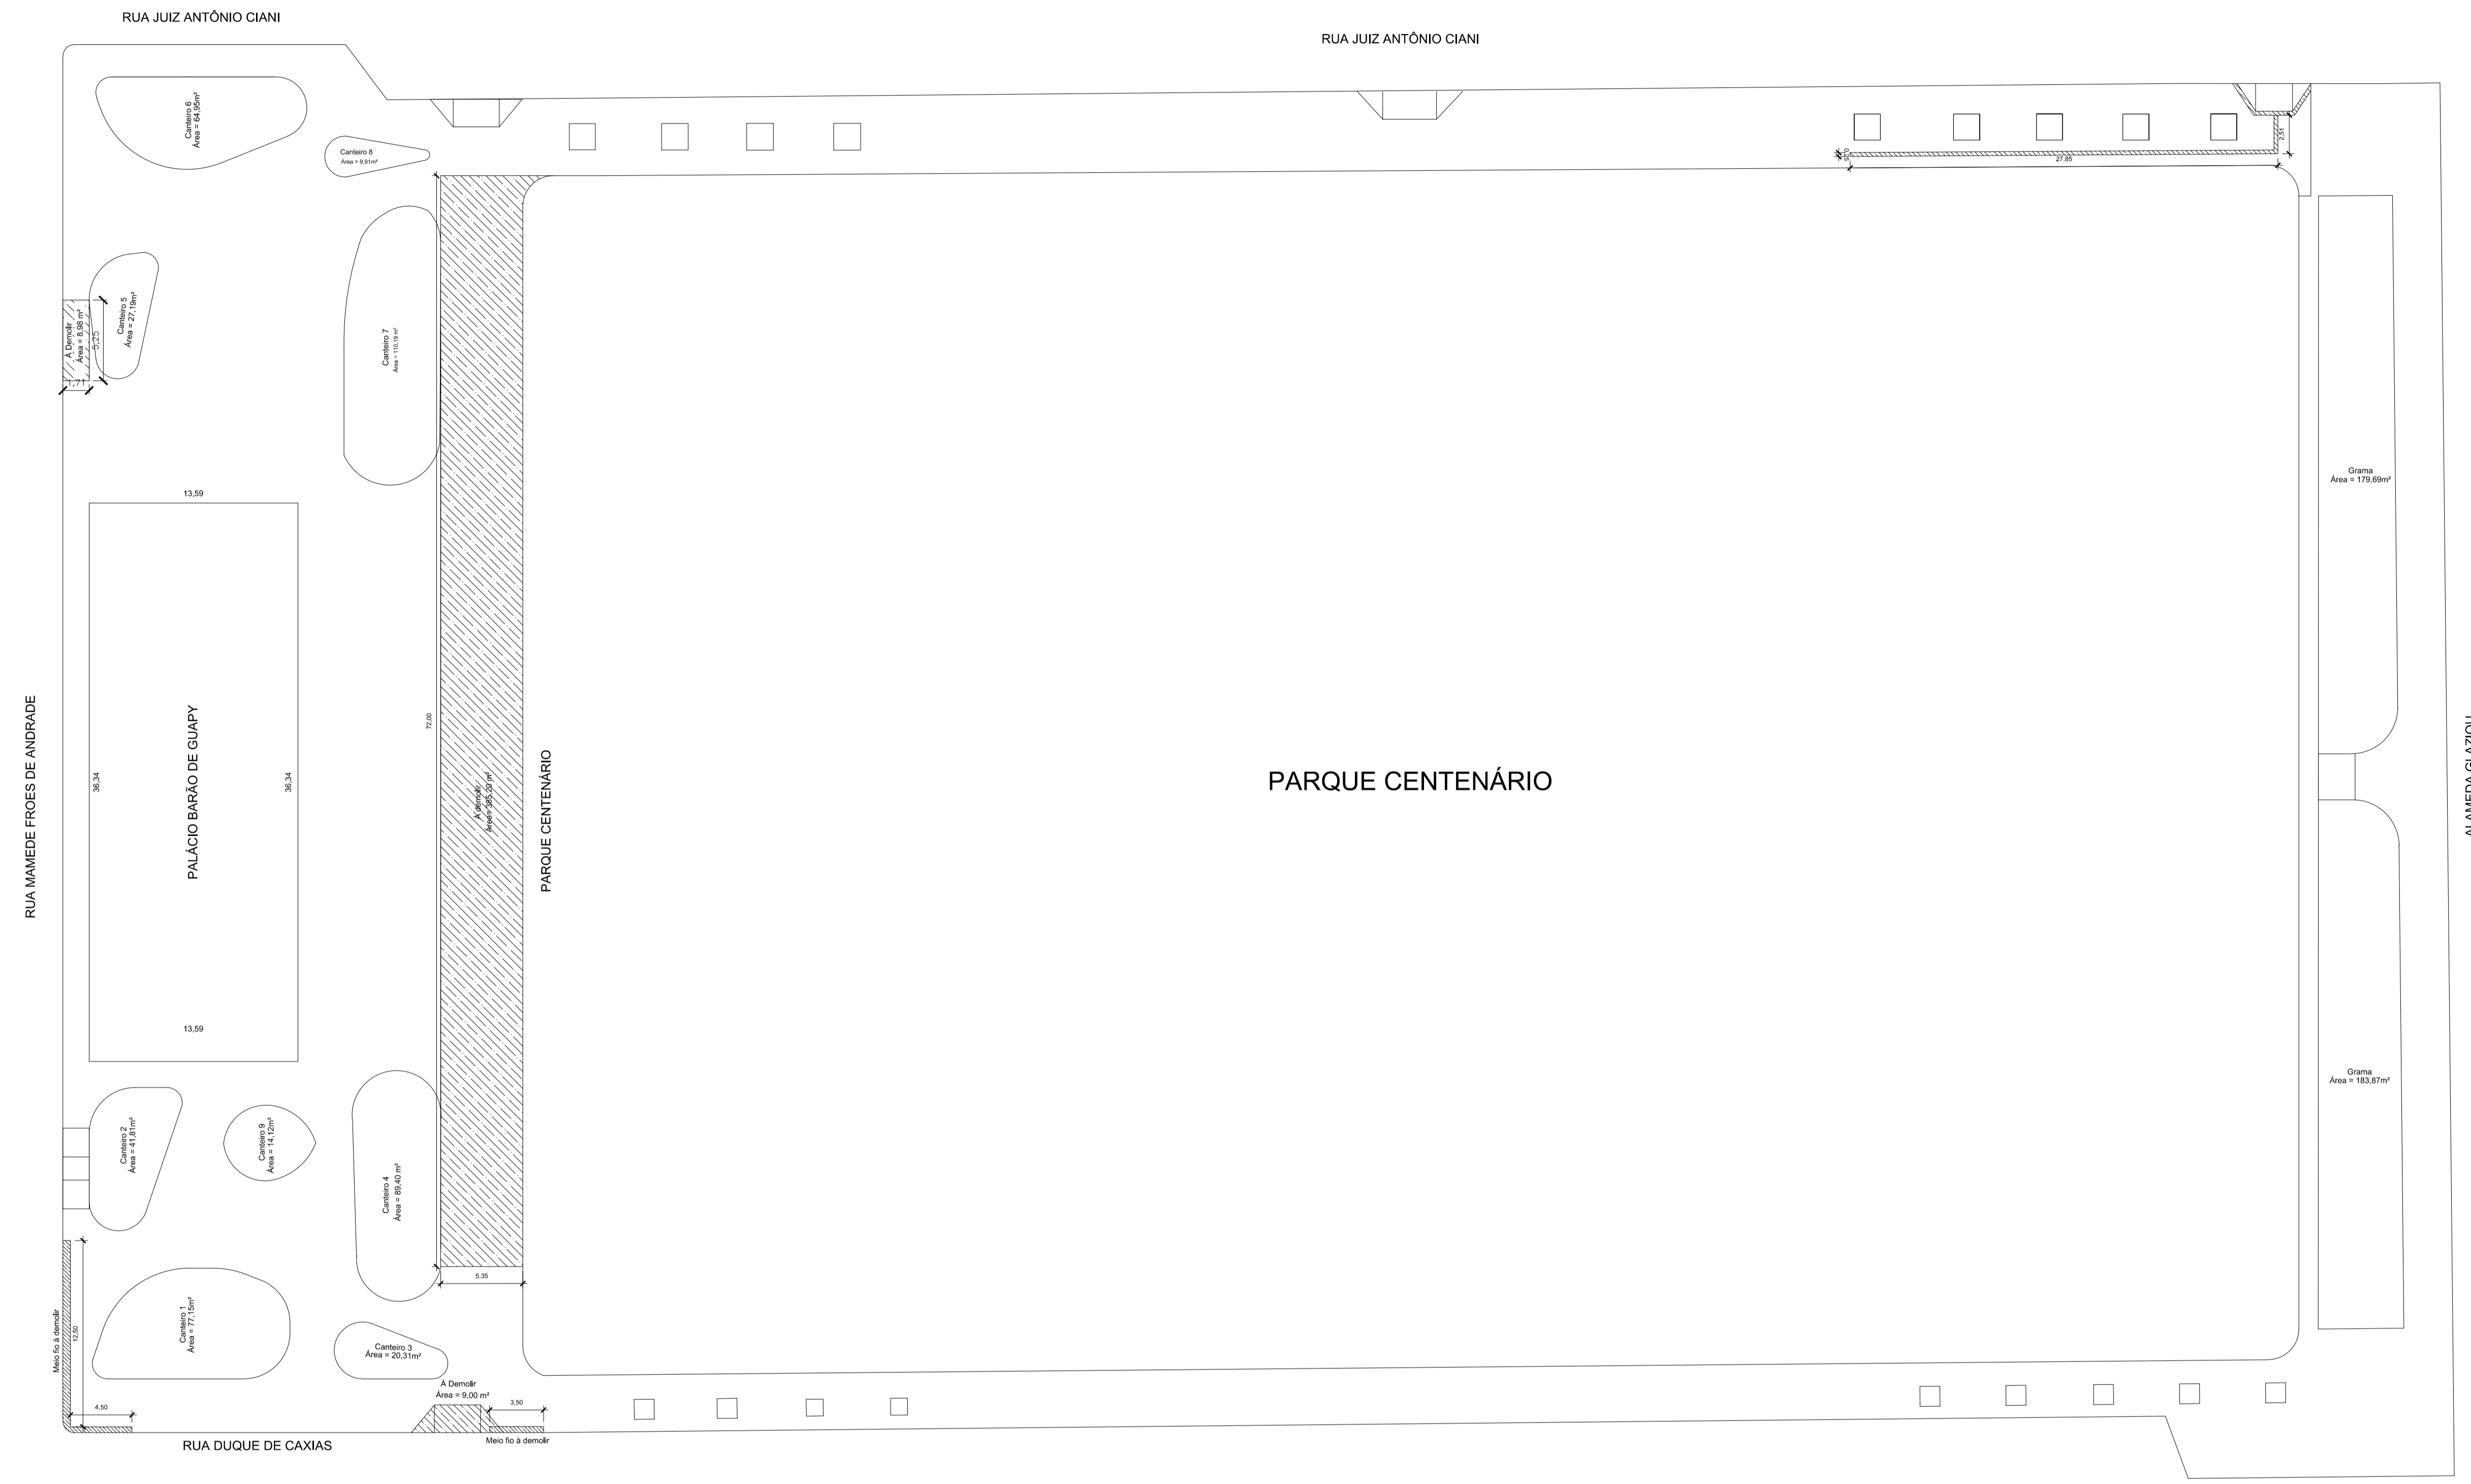 RUA JUIZ ANTÔNIO CIANI
RUA JUIZ ANTÔNIO CIANI
Canteiro 6
Área = 64,95m²
Canteiro 8
Área = 9,91m²
2,51
27,85
Canteiro 5
Área = 27,19m²
À Demolir
Área = 8,98 m²
5,25
1,71
Canteiro 7
Área = 110,19 m²
Grama
Área = 179,69m²
13,59
RUA MAMEDE FROES DE ANDRADE
36,34
PALÁCIO BARÃO DE GUAPY
36,34
72,00
À demolir
Área= 385,20 m²
PARQUE CENTENÁRIO
PARQUE CENTENÁRIO
13,59
Grama
Área = 183,87m²
Canteiro 2
Área = 41,81m²
Canteiro 9
Área = 14,12m²
Canteiro 4
Área = 89,40 m²
5,35
Canteiro 1
Área = 77,15m²
Canteiro 3
Área = 20,31m²
Meio fio à demolir
12,50
4,50
À Demolir
Área = 9,00 m²
3,50
Meio fio à demolir
RUA DUQUE DE CAXIAS